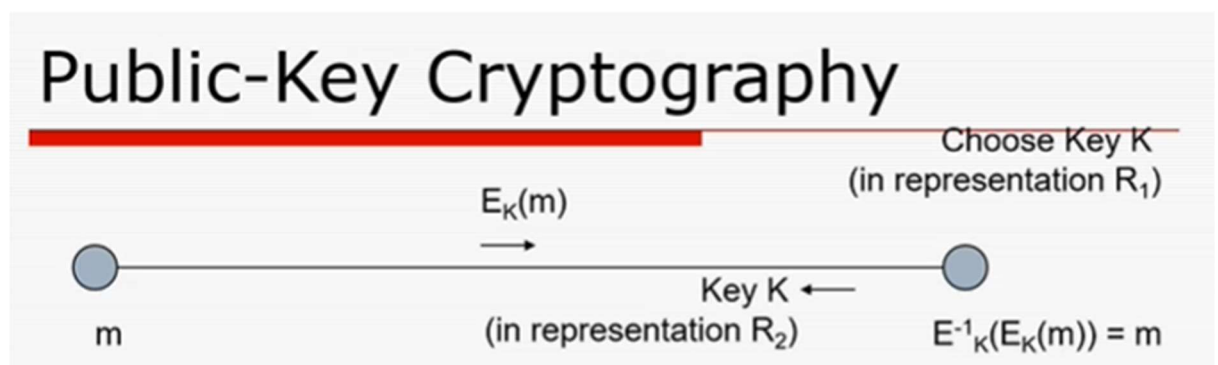 Public-Key Cryptography
Choose Key K
(in representation R₁)
Eₖ(m)
Key K
(in representation R₂)
m
E⁻¹ₖ(Eₖ(m)) = m